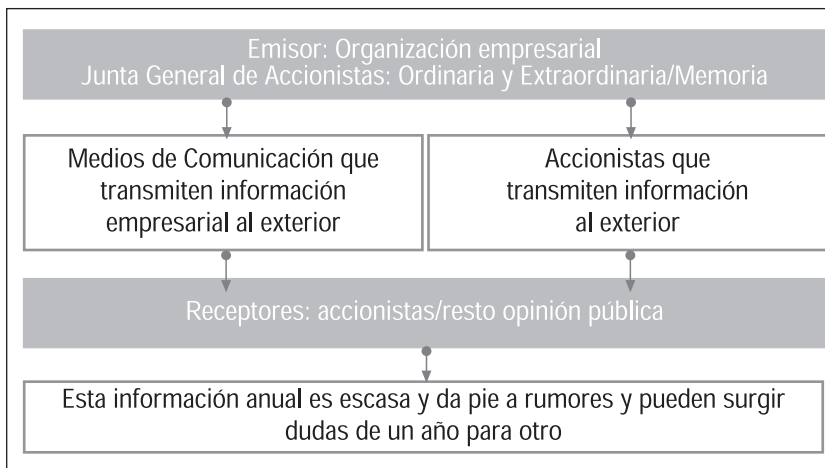 Emisor: Organización empresarial
Junta General de Accionistas: Ordinaria y Extraordinaria/Memoria
Medios de Comunicación que
transmiten información
empresarial al exterior
Accionistas que
transmiten información
al exterior
Receptores: accionistas/resto opinión pública
Esta información anual es escasa y da pie a rumores y pueden surgir
dudas de un año para otro